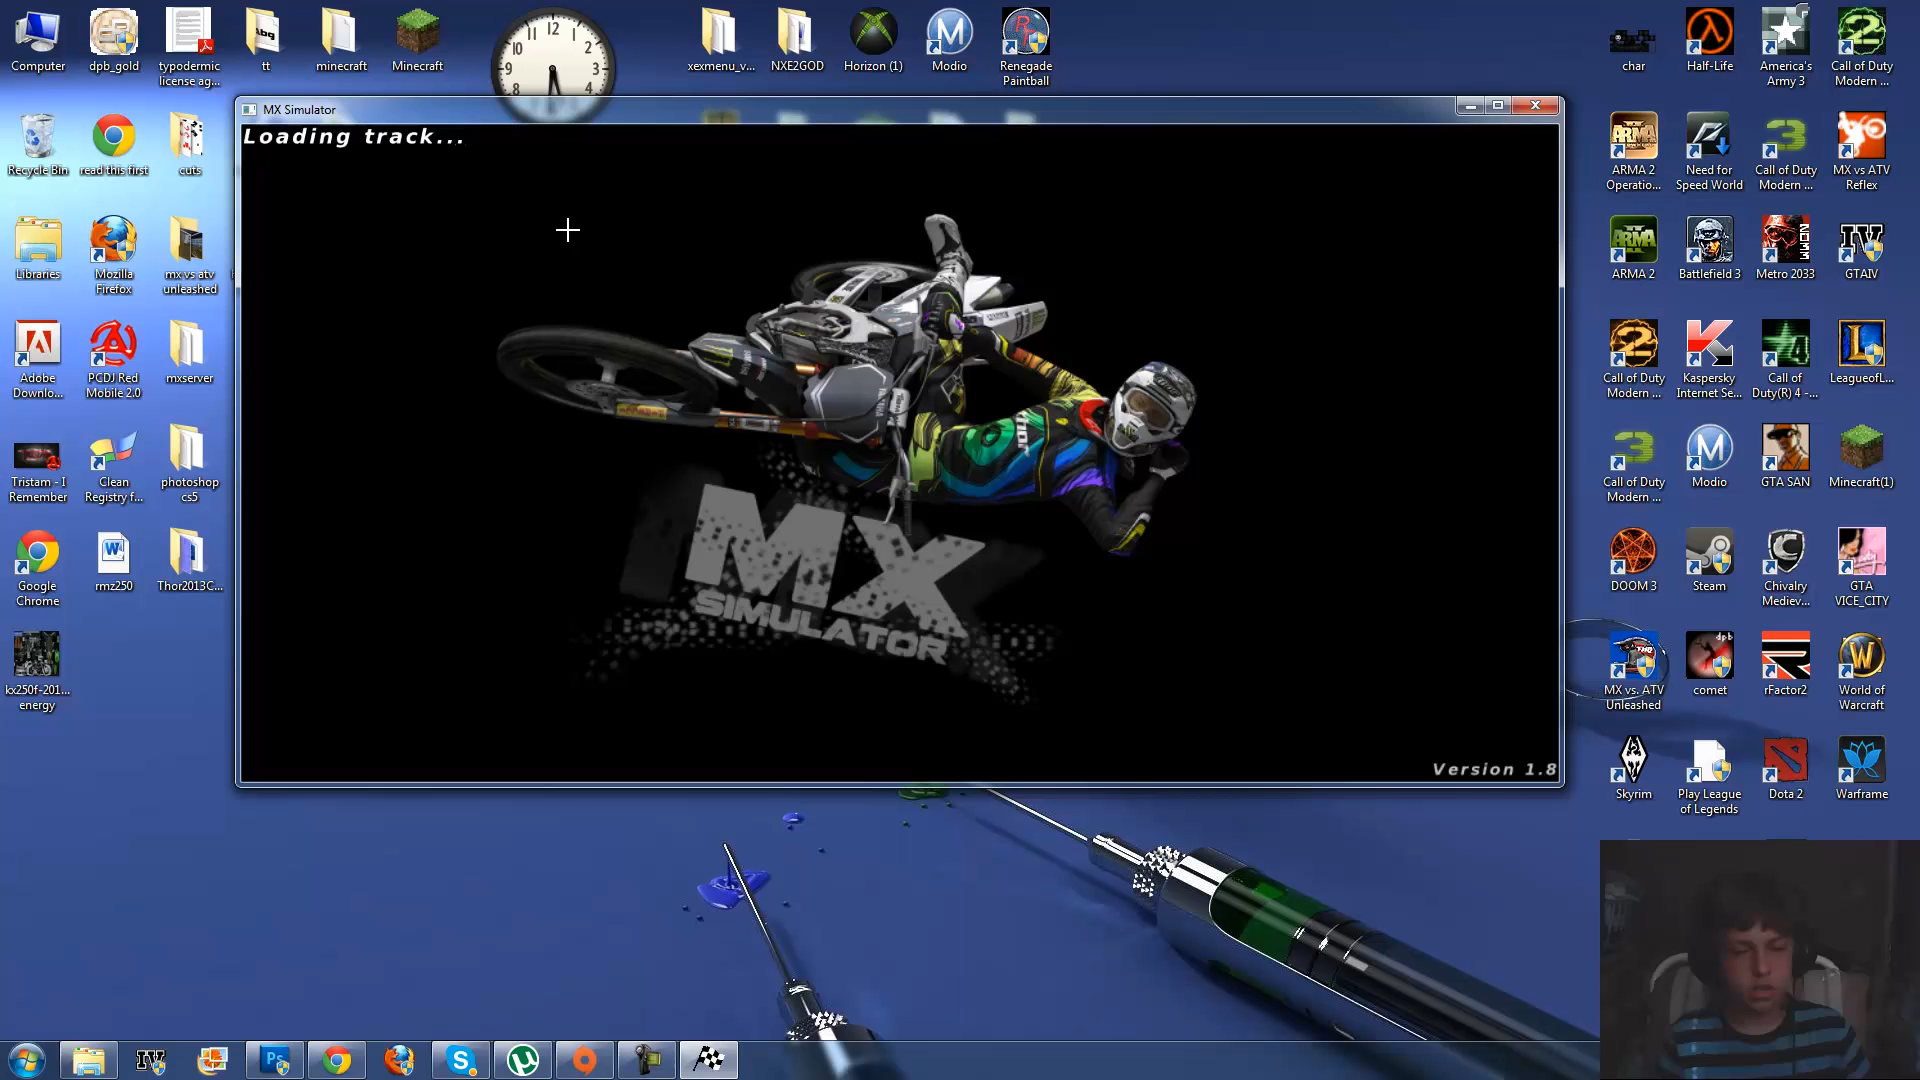 Computer
dpb_gold
typodermic
license ag...
tt
minecraft
Minecraft
xexmenu_v...
NXE2GOD
Horizon (1)
Modio
Renegade
Paintball
char
Half-Life
America's
Army 3
Call of Duty
Modern ...
MX Simulator
Loading track...
Recycle Bin
read this first
cuts
ARMA 2
Operatio...
Need for
Speed World
Call of Duty
Modern ...
MX vs ATV
Reflex
Libraries
Mozilla
Firefox
mx vs atv
unleashed
ARMA 2
Battlefield 3
Metro 2033
GTAIV
Adobe
Downlo...
PCDJ Red
Mobile 2.0
mxserver
Call of Duty
Modern ...
Kaspersky
Internet Se...
Call of
Duty(R) 4 -...
LeagueofL...
Tristam - I
Remember
Clean
Registry f...
photoshop
cs5
Call of Duty
Modern ...
Modio
GTA SAN
Minecraft(1)
MX
SIMULATOR
Google
Chrome
rmz250
Thor2013C...
DOOM 3
Steam
Chivalry
Mediev...
GTA
VICE_CITY
kx250f-201...
energy
MX vs. ATV
Unleashed
comet
rFactor2
World of
Warcraft
Version 1.8
Skyrim
Play League
of Legends
Dota 2
Warframe